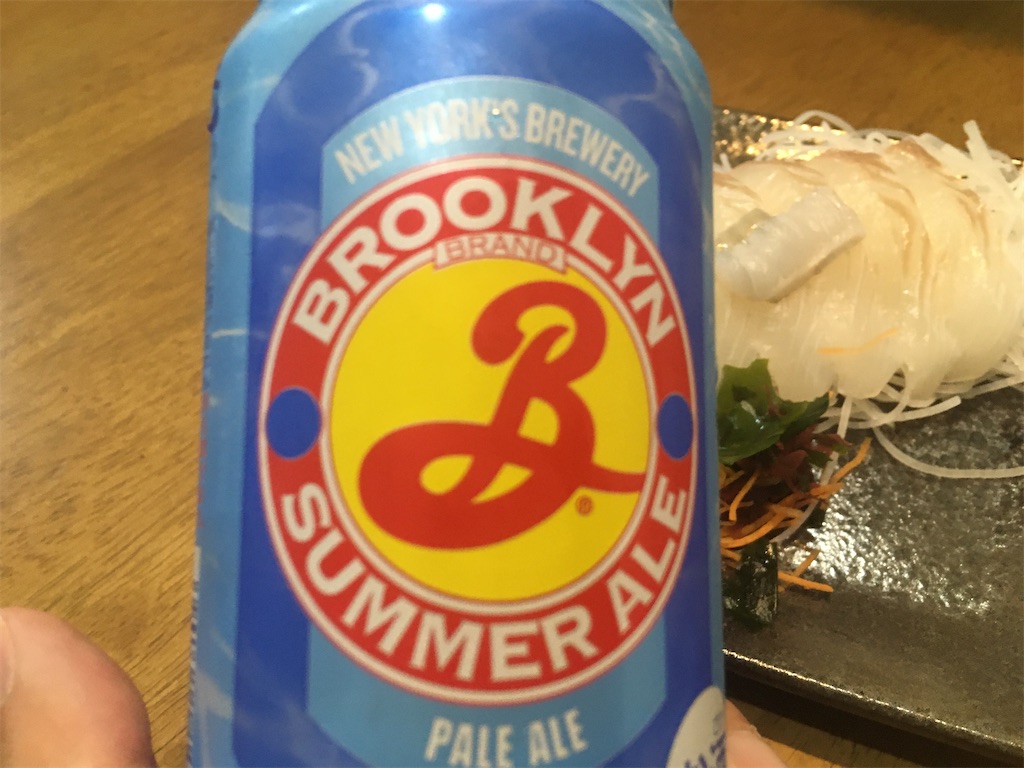 NEW YORK'S BREWERY
BROOKLYN
BRAND
B
®
SUMMER ALE
PALE ALE